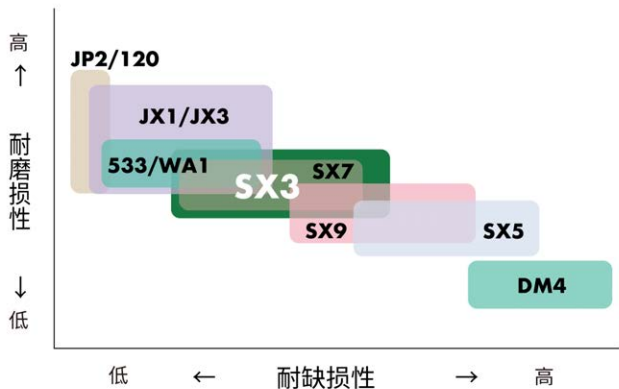 高
↑
耐磨损性
↓
低
JP2/120
JX1/JX3
533/WA1
SX7
SX3
SX9
SX5
DM4
低 ← 耐缺损性 → 高